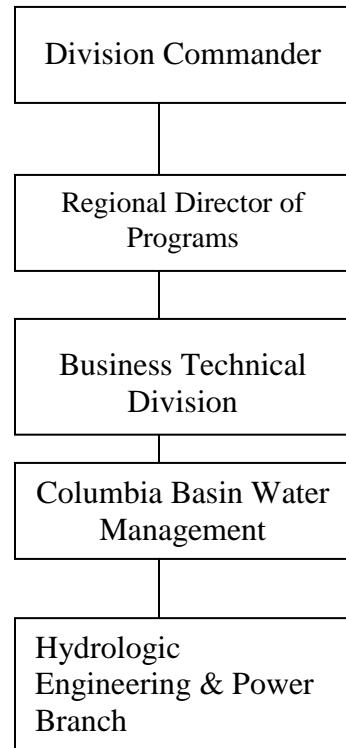 Division Commander
Regional Director of
Programs
Business Technical
Division
Columbia Basin Water
Management
Hydrologic
Engineering & Power
Branch